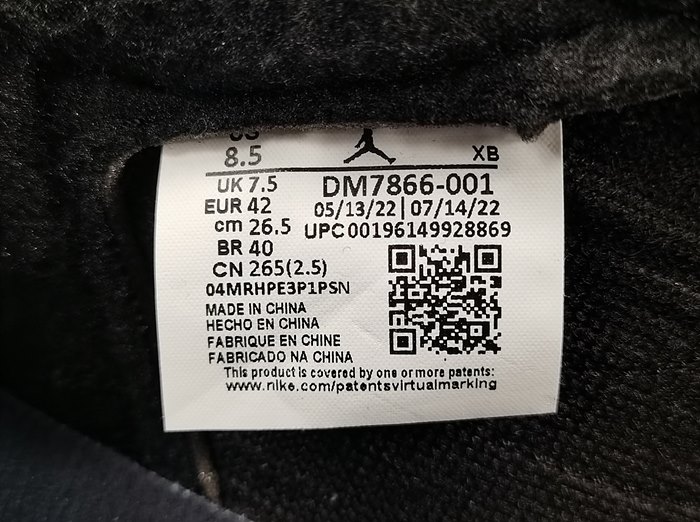 8.5
XB
UK 7.5
DM7866-001
EUR 42
05/13/22|07/14/22
cm 26.5
UPC00196149928869
BR 40
CN 265(2.5)
04MRHPE3P1PSN
MADE IN CHINA
HECHO EN CHINA
FABRIQUE EN CHINE
FABRICADO NA CHINA
This product is covered by one or more patents:
www.nike.com/patentsvirtualmarking